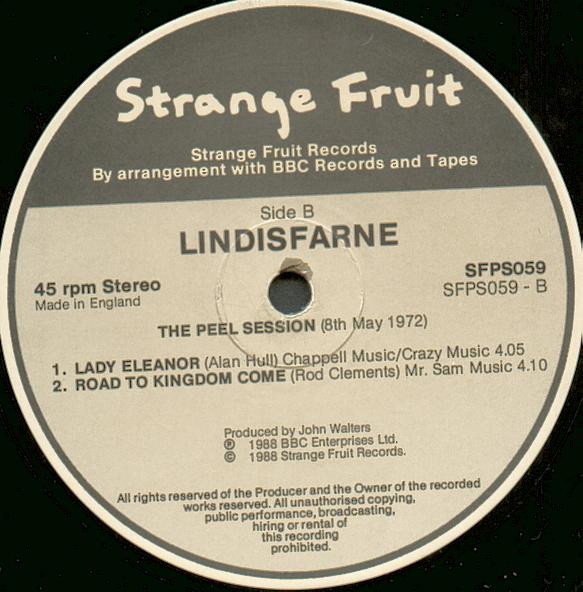 Strange Fruit
Strange Fruit Records
By arrangement with BBC Records and Tapes
Side B
LINDISFARNE
45 rpm Stereo
Made in England
SFPS059
SFPS059 - B
THE PEEL SESSION (8th May 1972)
1. LADY ELEANOR (Alan Hull) Chappell Music/Crazy Music 4.05
2. ROAD TO KINGDOM COME (Rod Clements) Mr. Sam Music 4.10
Produced by John Walters
Ⓟ 1988 BBC Enterprises Ltd.
© 1988 Strange Fruit Records.
All rights reserved of the Producer and the Owner of the recorded
works reserved. All unauthorised copying,
public performance, broadcasting,
hiring or rental of
this recording
prohibited.